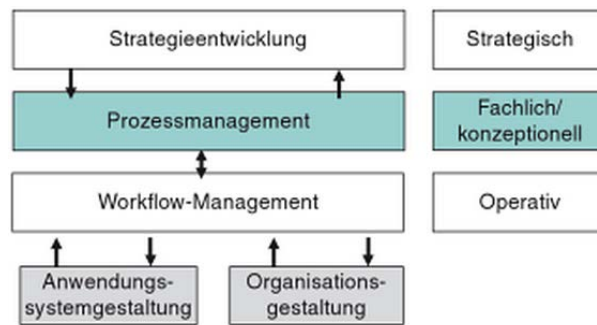 Strategieentwicklung
Strategisch
Prozessmanagement
Fachlich/
konzeptionell
Workflow-Management
Operativ
Anwendungs-
systemgestaltung
Organisations-
gestaltung